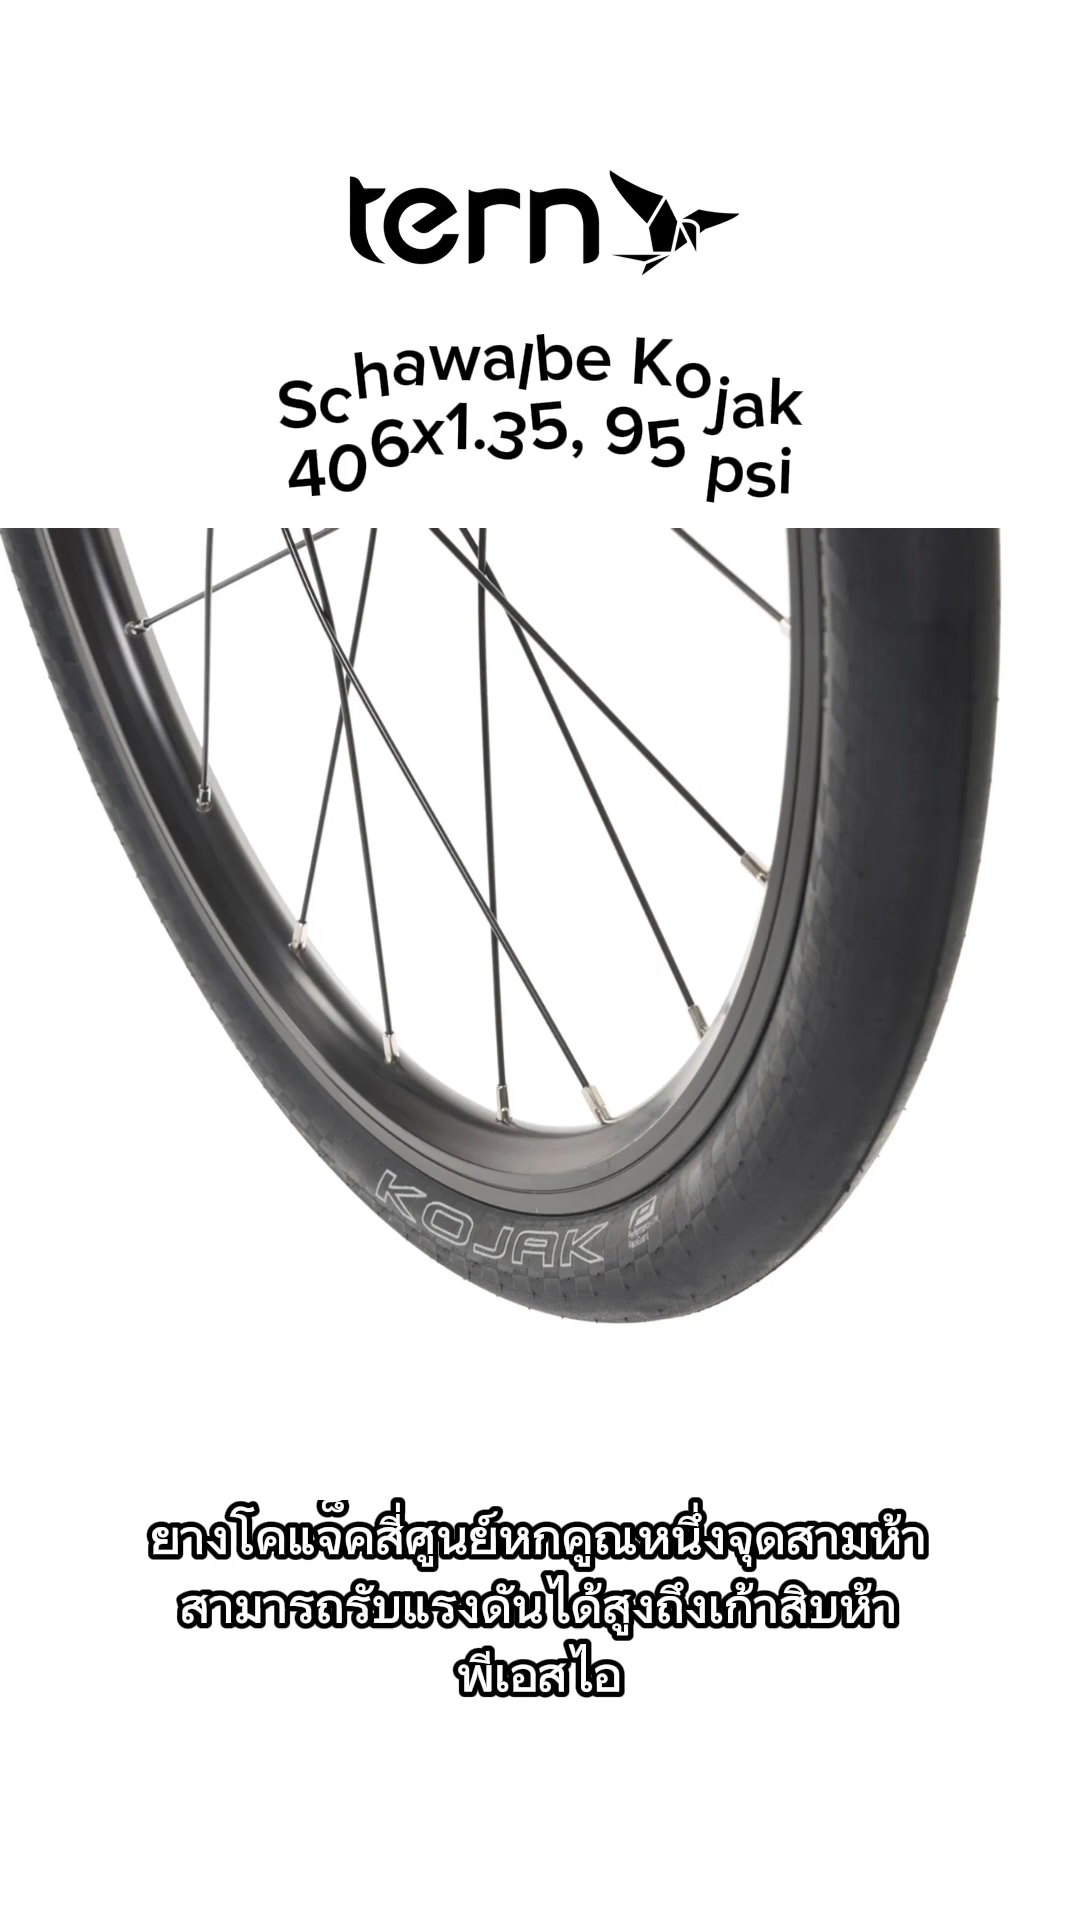 tern
Schawalbe Kojak
406x1.35, 95 psi
KOJAK
ยางโคแจ็คสี่ศูนย์หกคูณหนึ่งจุดสามห้า
สามารถรับแรงดันได้สูงถึงเก้าสิบห้า
พีเอสไอ